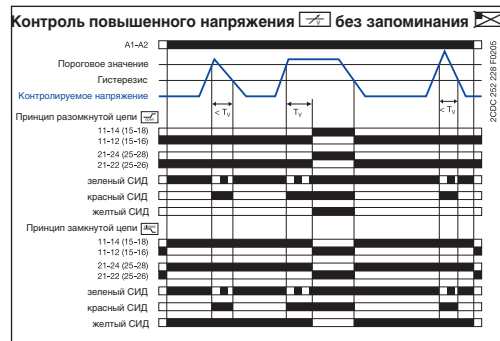 Контроль повышенного напряжения без запоминания
A1-A2
Пороговое значение
Гистерезис
Контролируемое напряжение
< Tv
Tv
< Tv
Принцип разомкнутой цепи
11-14 (15-18)
11-12 (15-16)
21-24 (25-28)
21-22 (25-26)
зеленый СИД
красный СИД
желтый СИД
Принцип замкнутой цепи
11-14 (15-18)
11-12 (15-16)
21-24 (25-28)
21-22 (25-26)
зеленый СИД
красный СИД
желтый СИД
2CDC 252 228 F0205